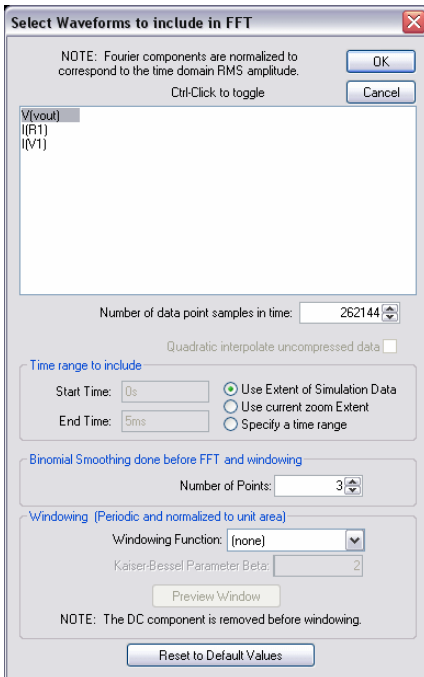 Select Waveforms to include in FFT
NOTE: Fourier components are normalized to
correspond to the time domain RMS amplitude.
OK
Ctrl-Click to toggle
Cancel
V(vout)
I(R1)
I(V1)
Number of data point samples in time: 262144
Quadratic interpolate uncompressed data
Time range to include
Start Time: 0s
Use Extent of Simulation Data
Use current zoom Extent
End Time: 5ms
Specify a time range
Binomial Smoothing done before FFT and windowing
Number of Points: 3
Windowing (Periodic and normalized to unit area)
Windowing Function: (none)
Kaiser-Bessel Parameter Beta: 2
Preview Window
NOTE: The DC component is removed before windowing.
Reset to Default Values